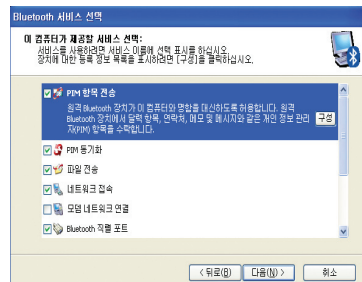 Bluetooth 서비스 선택
이 컴퓨터가 제공할 서비스 선택:
서비스를 사용하려면 서비스 이름에 선택 표시를 하십시오.
장치에 대한 등록 정보 목록을 표시하려면 [구성]을 클릭하십시오.
PIM 항목 전송
원격 Bluetooth 장치가 이 컴퓨터와 명함을 대신하도록 허용합니다. 원격
Bluetooth 장치에서 달력 항목, 연락처, 메모 및 메시지와 같은 개인 정보 관리
자(PIM) 항목을 수락합니다.
구성
PIM 동기화
파일 전송
네트워크 접속
모뎀 네트워크 연결
Bluetooth 직렬 포트
< 뒤로(B)
다음(N) >
취소